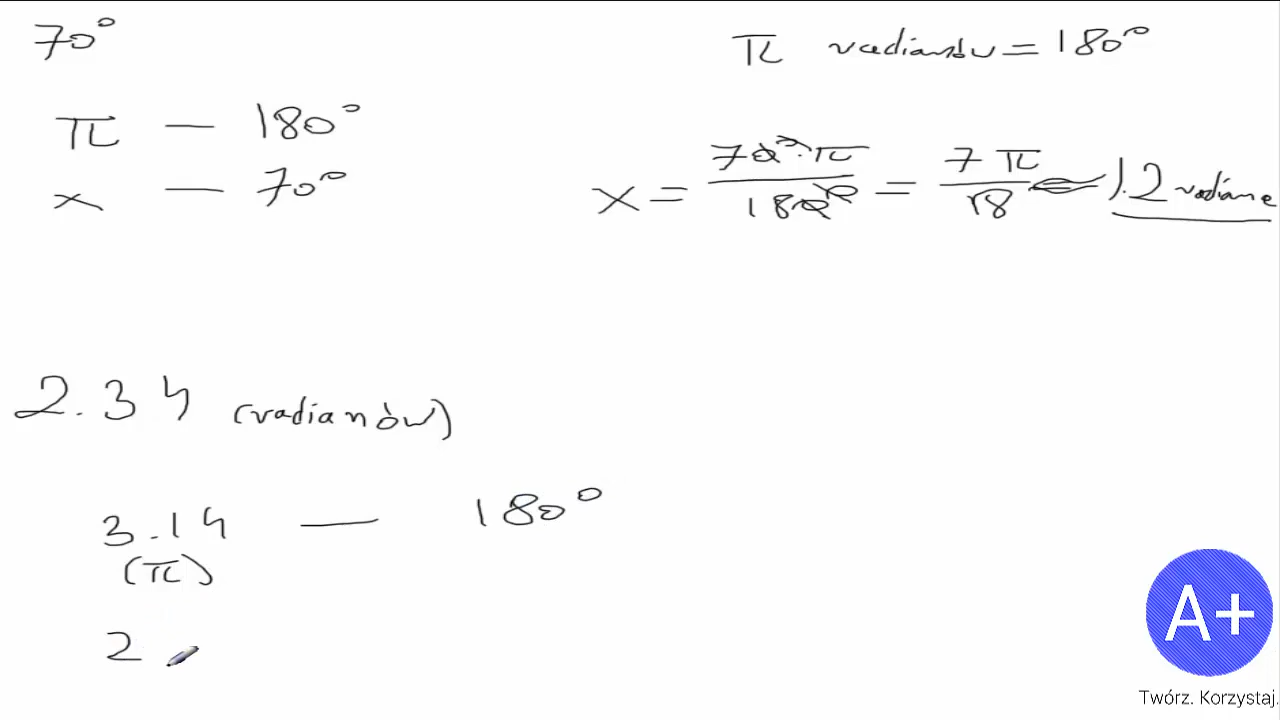 70°
π radianów = 180°
π — 180°
x — 70°
x = 70°·π / 180° = 7π / 18 ≈ 1.2 radiana
2.34 (radianów)
3.14 — 180°
(π)
2
A+
Twórz. Korzystaj.